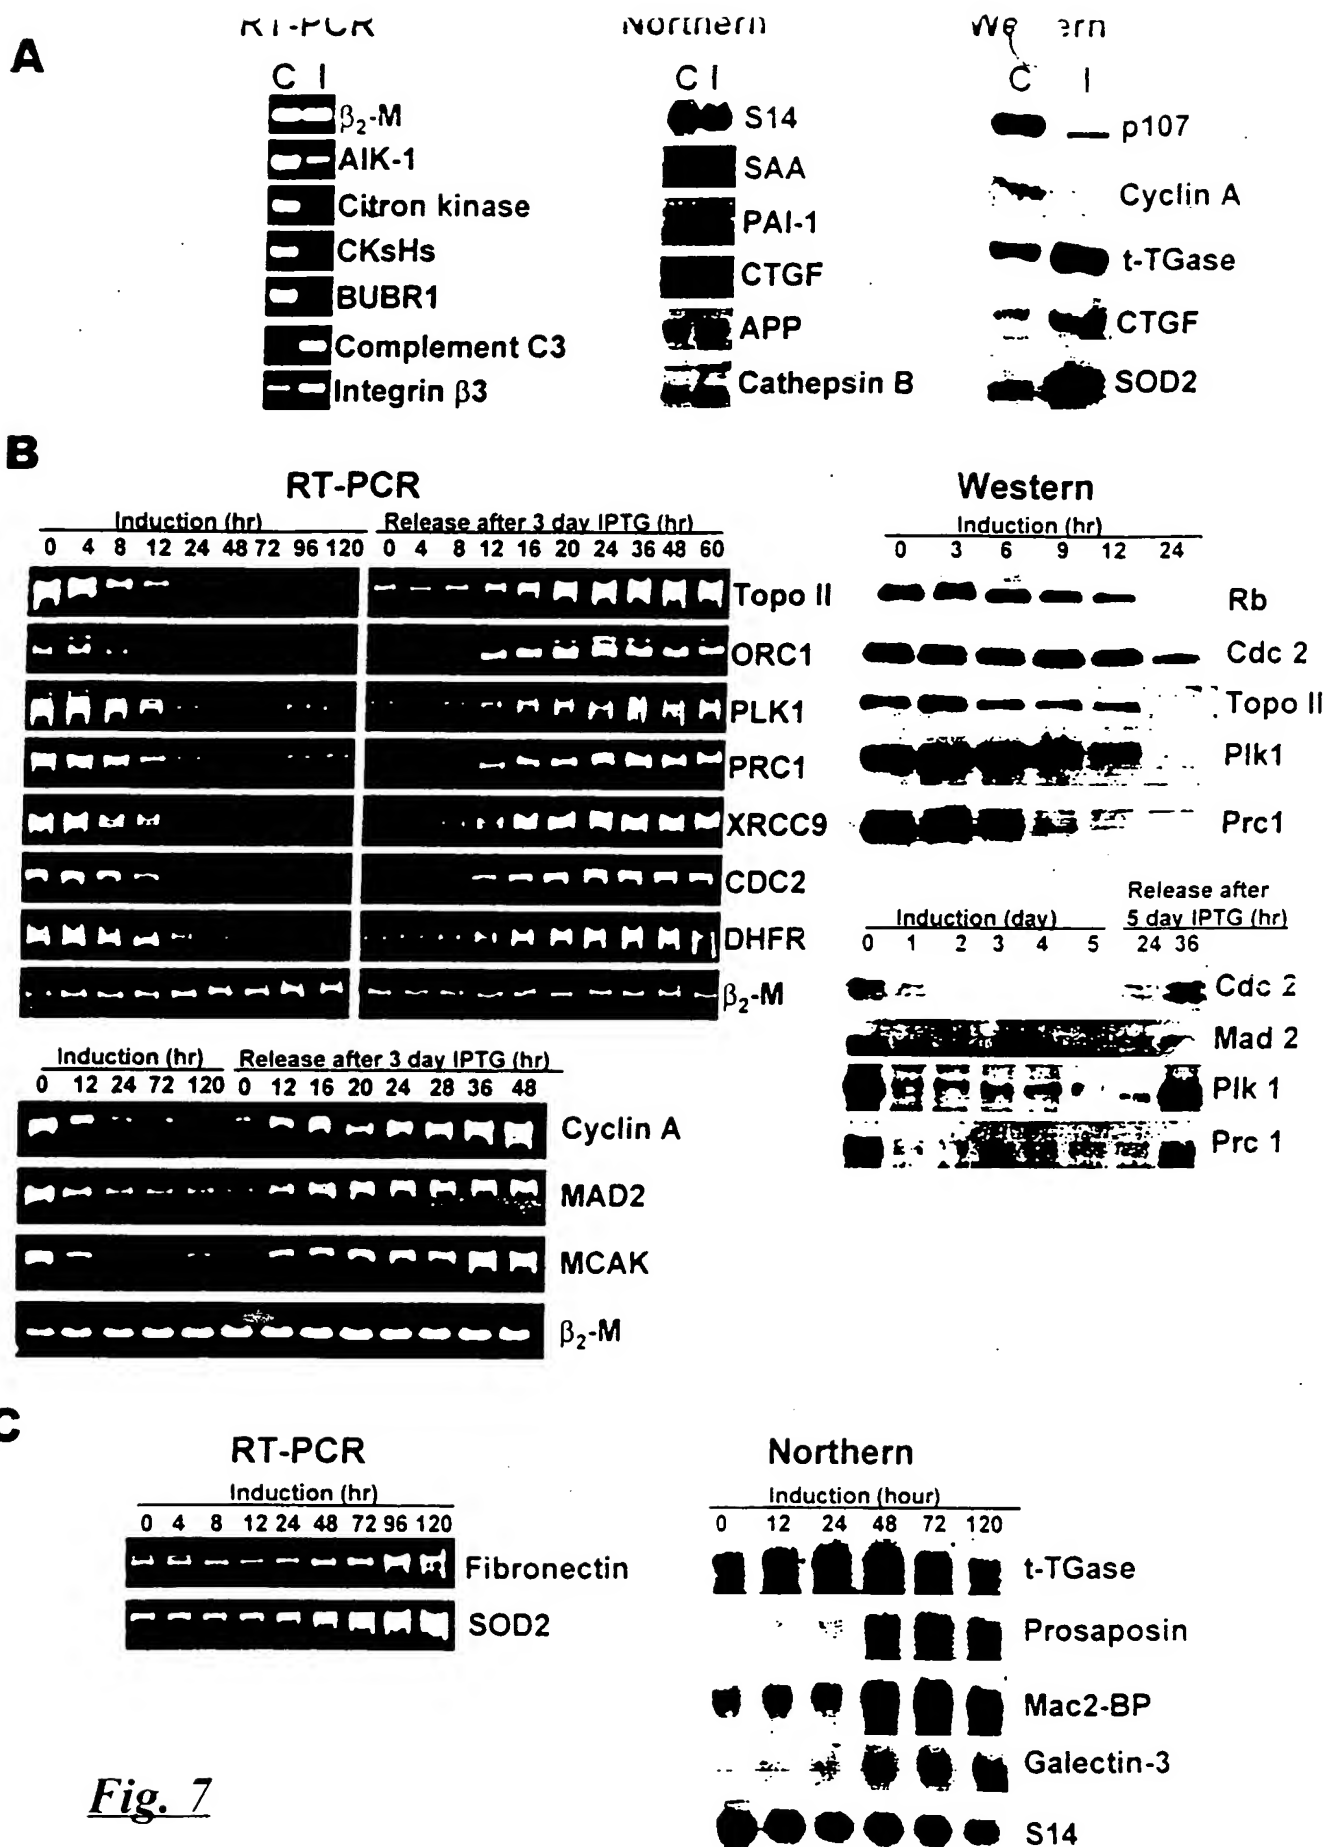 A
RT-PCR
C I
β2-M
AIK-1
Citron kinase
CKsHs
BUBR1
Complement C3
Integrin β3
Northern
C I
S14
SAA
PAI-1
CTGF
APP
Cathepsin B
Western
C I
p107
Cyclin A
t-TGase
CTGF
SOD2
B
RT-PCR
Induction (hr) Release after 3 day IPTG (hr)
0 4 8 12 24 48 72 96 120 0 4 8 12 16 20 24 36 48 60
Topo II
ORC1
PLK1
PRC1
XRCC9
CDC2
DHFR
β2-M
Induction (hr) Release after 3 day IPTG (hr)
0 12 24 72 120 0 12 16 20 24 28 36 48
Cyclin A
MAD2
MCAK
β2-M
Western
Induction (hr)
0 3 6 9 12 24
Rb
Cdc 2
Topo II
Plk1
Prc1
Release after
Induction (day) 5 day IPTG (hr)
0 1 2 3 4 5 24 36
Cdc 2
Mad 2
Plk 1
Prc 1
C
RT-PCR
Induction (hr)
0 4 8 12 24 48 72 96 120
Fibronectin
SOD2
Northern
Induction (hour)
0 12 24 48 72 120
t-TGase
Prosaposin
Mac2-BP
Galectin-3
S14
Fig. 7